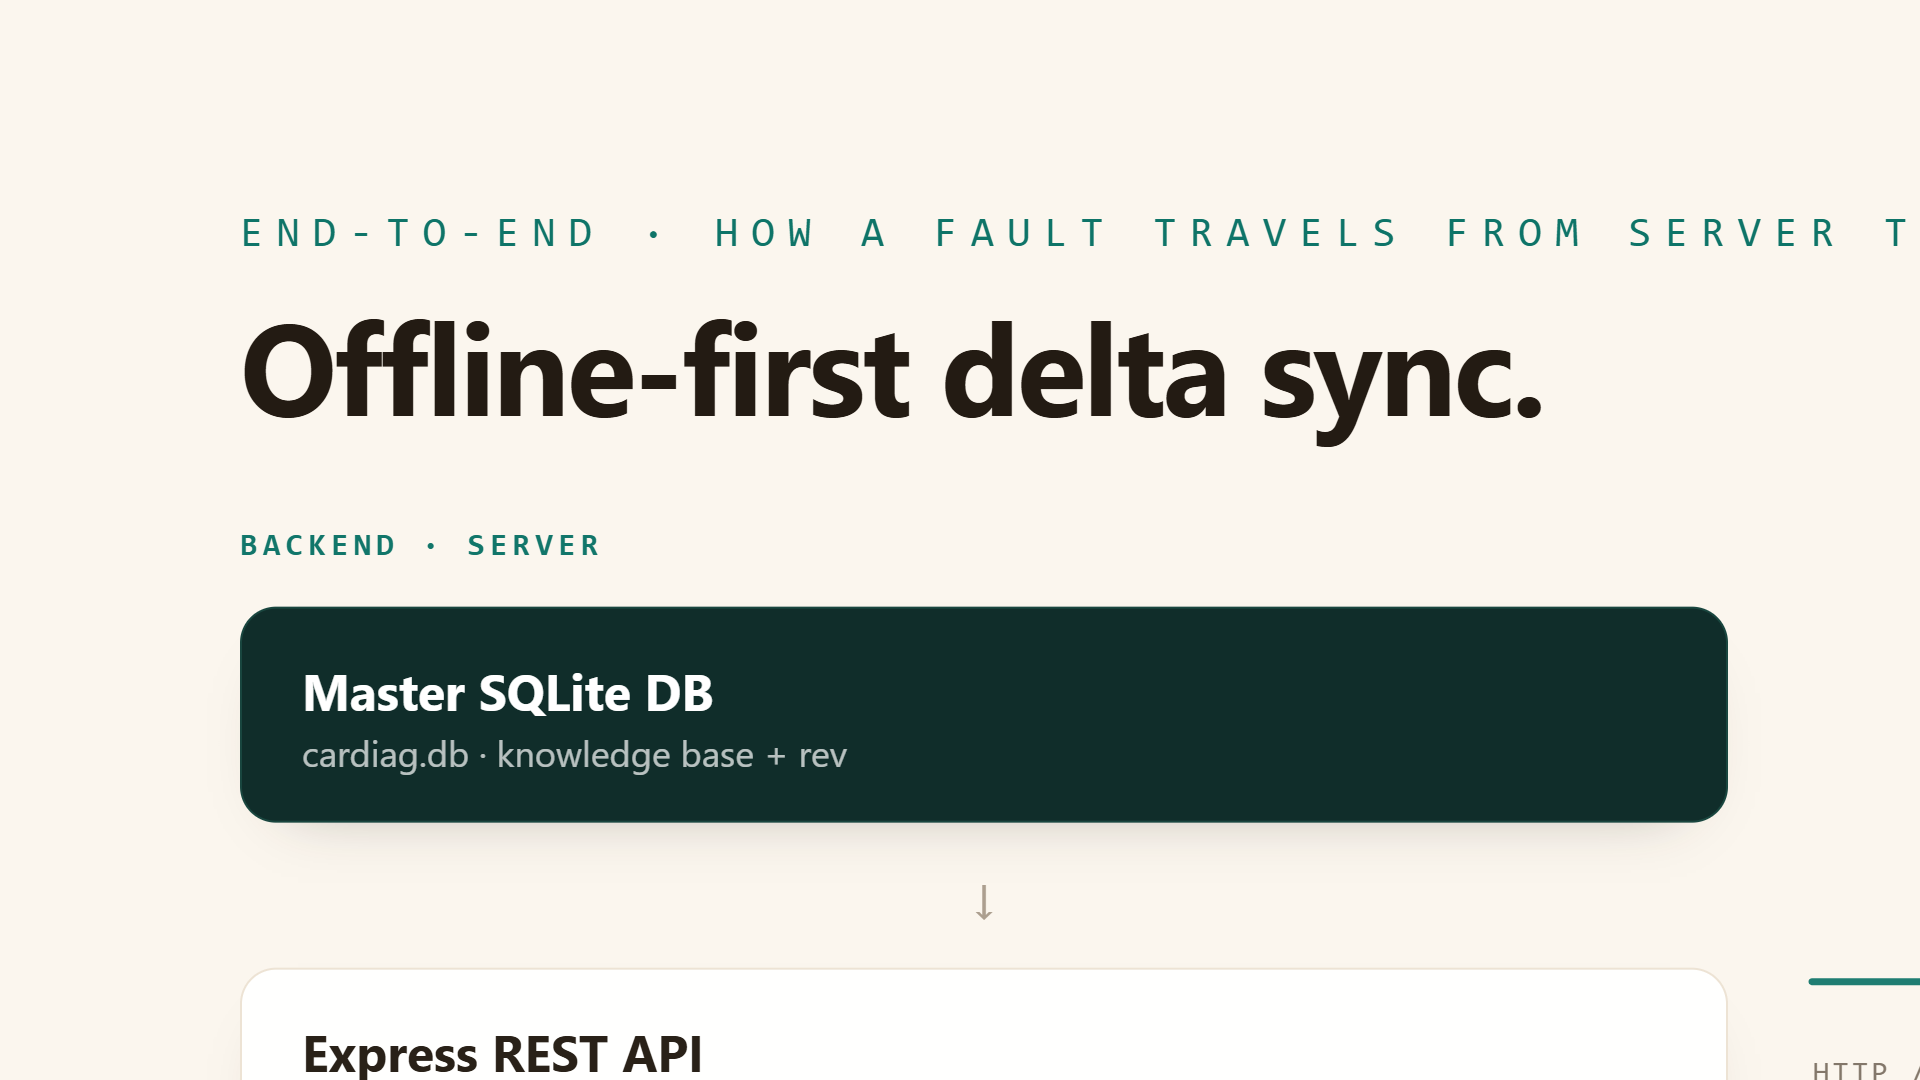 END-TO-END · HOW A FAULT TRAVELS FROM SERVER T
Offline-first delta sync.
BACKEND · SERVER
Master SQLite DB
cardiag.db · knowledge base + rev
↓
Express REST API
HTTP /